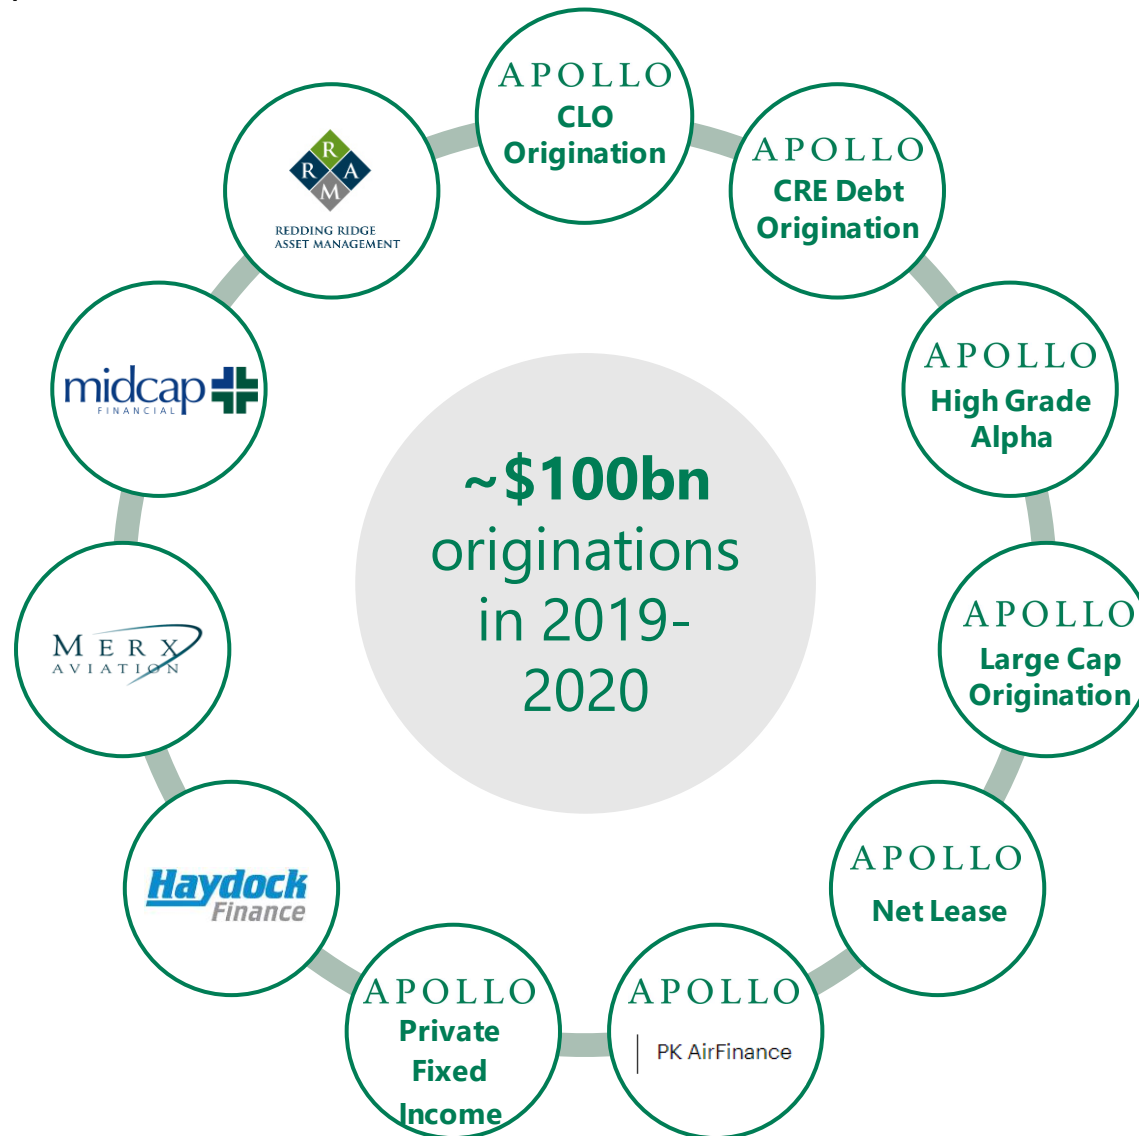 APOLLO
CLO
Origination
APOLLO
CRE Debt
Origination
APOLLO
High Grade
Alpha
APOLLO
Large Cap
Origination
APOLLO
Net Lease
APOLLO
PK AirFinance
APOLLO
Private
Fixed
Income
Haydock
Finance
MERX
AVIATION
midcap
FINANCIAL
R
R A
M
REDDING RIDGE
ASSET MANAGEMENT
~$100bn
originations
in 2019-
2020